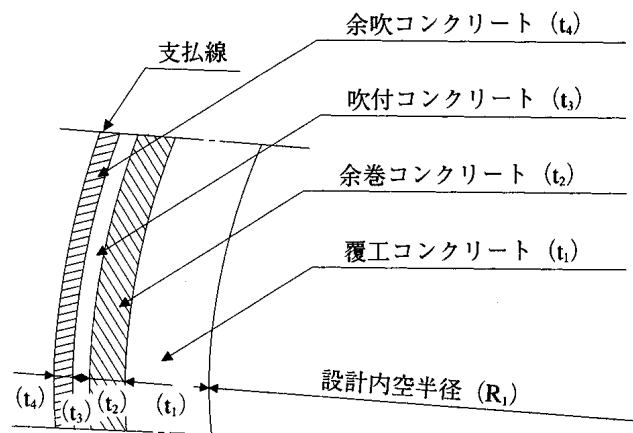 余吹コンクリート (t₄)
支払線
吹付コンクリート (t₃)
余巻コンクリート (t₂)
覆工コンクリート (t₁)
設計内空半径 (R₁)
(t₄) (t₃) (t₂) (t₁)